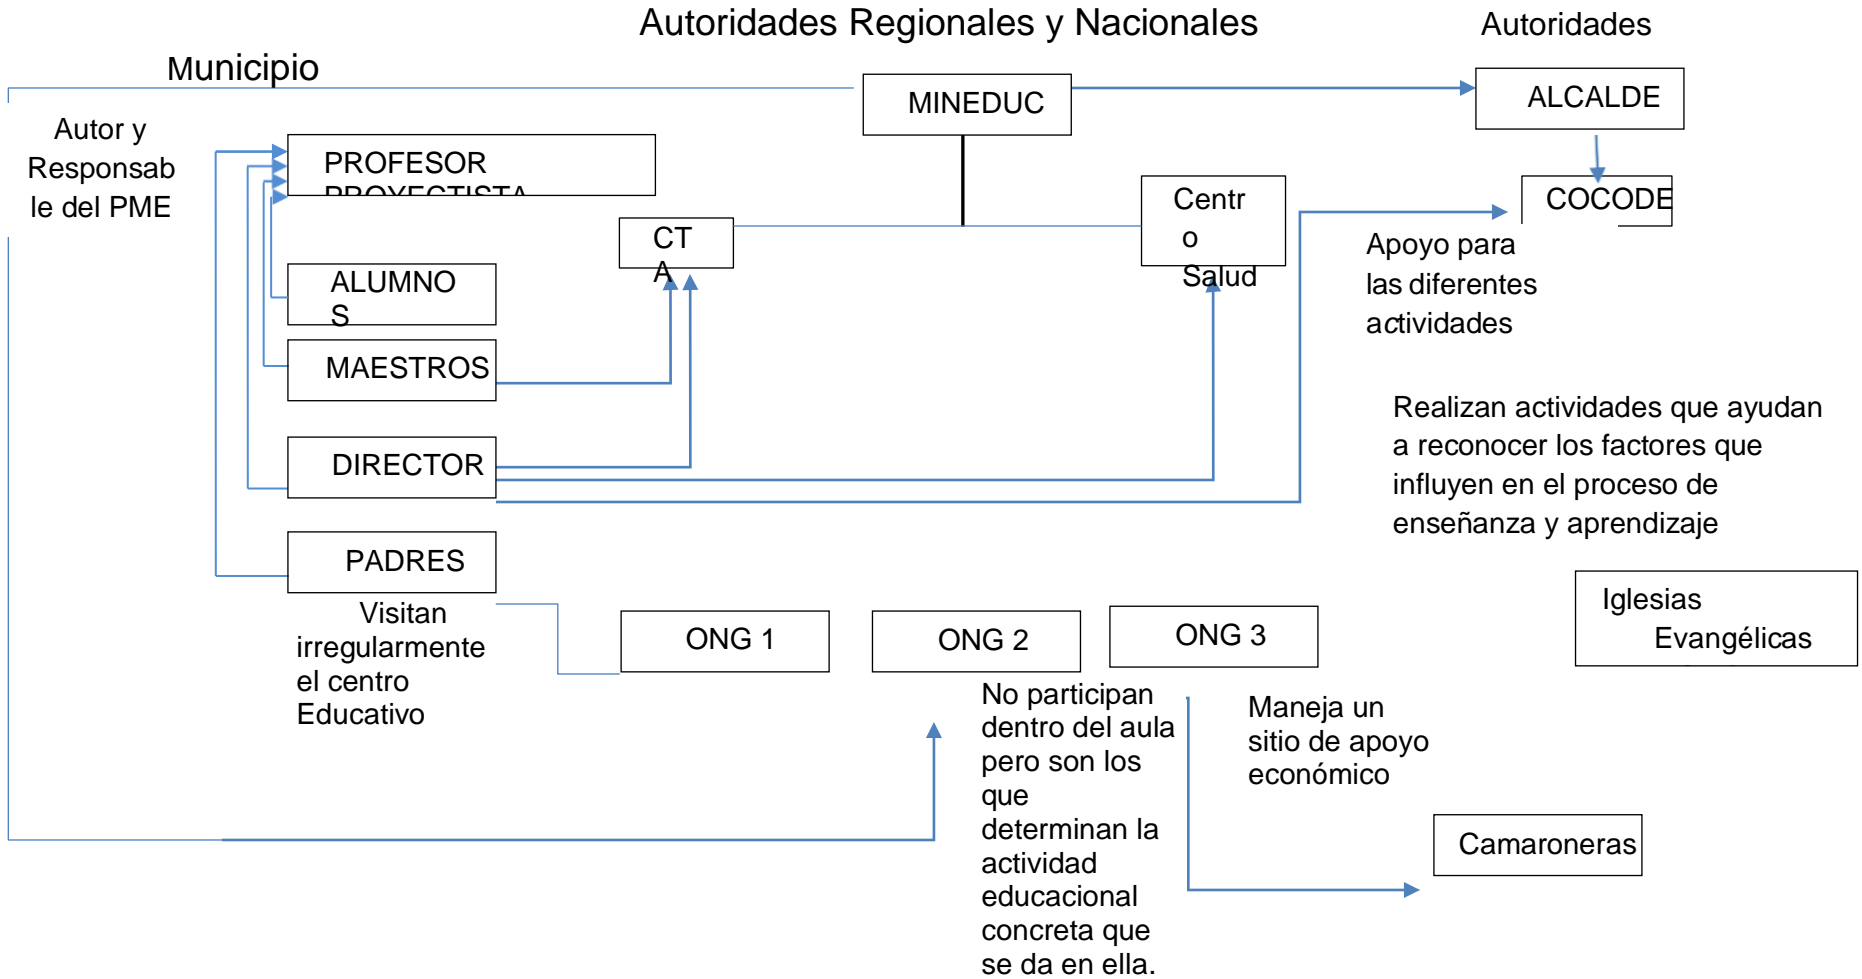 Autoridades Regionales y Nacionales
Autoridades
Municipio
MINEDUC
ALCALDE
Autor y
Responsab
le del PME
PROFESOR
PROYECTISTA
CT
A
Centr
o
Salud
COCODE
Apoyo para
las diferentes
actividades
ALUMNO
S
MAESTROS
DIRECTOR
Realizan actividades que ayudan
a reconocer los factores que
influyen en el proceso de
enseñanza y aprendizaje
PADRES
Visitan
irregularmente
el centro
Educativo
ONG 1
ONG 2
ONG 3
Iglesias
Evangélicas
No participan
dentro del aula
pero son los
que
determinan la
actividad
educacional
concreta que
se da en ella.
Maneja un
sitio de apoyo
económico
Camaroneras